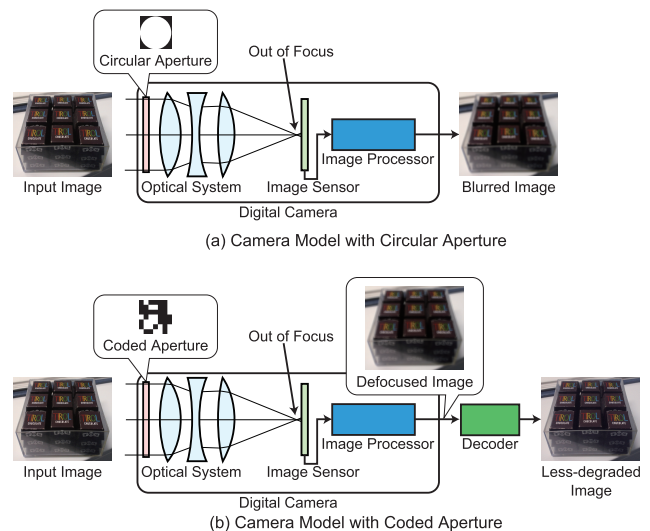 Circular Aperture
Out of Focus
Input Image
Optical System
Image Sensor
Image Processor
Blurred Image
Digital Camera
(a) Camera Model with Circular Aperture
Coded Aperture
Out of Focus
Defocused Image
Input Image
Optical System
Image Sensor
Image Processor
Decoder
Less-degraded
Image
Digital Camera
(b) Camera Model with Coded Aperture